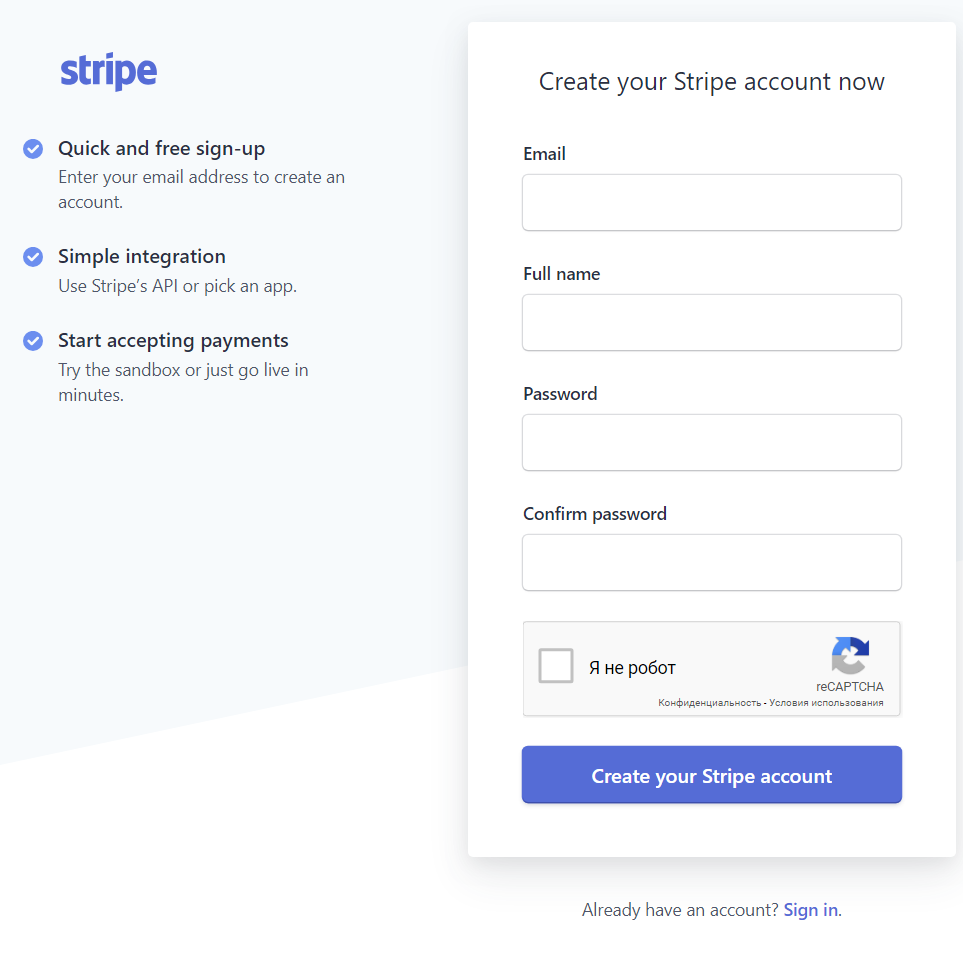 stripe
Quick and free sign-up
Enter your email address to create an
account.
Simple integration
Use Stripe’s API or pick an app.
Start accepting payments
Try the sandbox or just go live in
minutes.
Create your Stripe account now
Email
Full name
Password
Confirm password
Я не робот
reCAPTCHA
Конфиденциальность - Условия использования
Create your Stripe account
Already have an account? Sign in.